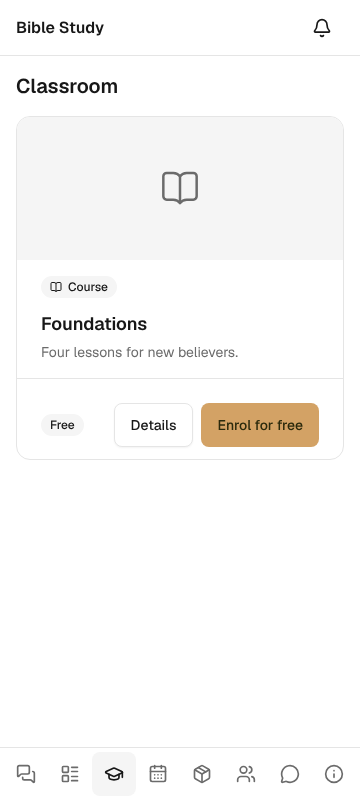 Bible Study
Classroom
Course
Foundations
Four lessons for new believers.
Free
Details
Enrol for free